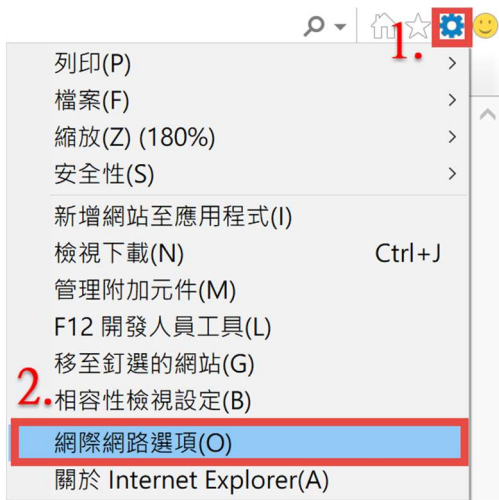 1.
列印(P)
檔案(F)
縮放(Z) (180%)
安全性(S)
新增網站至應用程式(I)
檢視下載(N) Ctrl+J
管理附加元件(M)
F12 開發人員工具(L)
移至釘選的網站(G)
2.
相容性檢視設定(B)
網際網路選項(O)
關於 Internet Explorer(A)